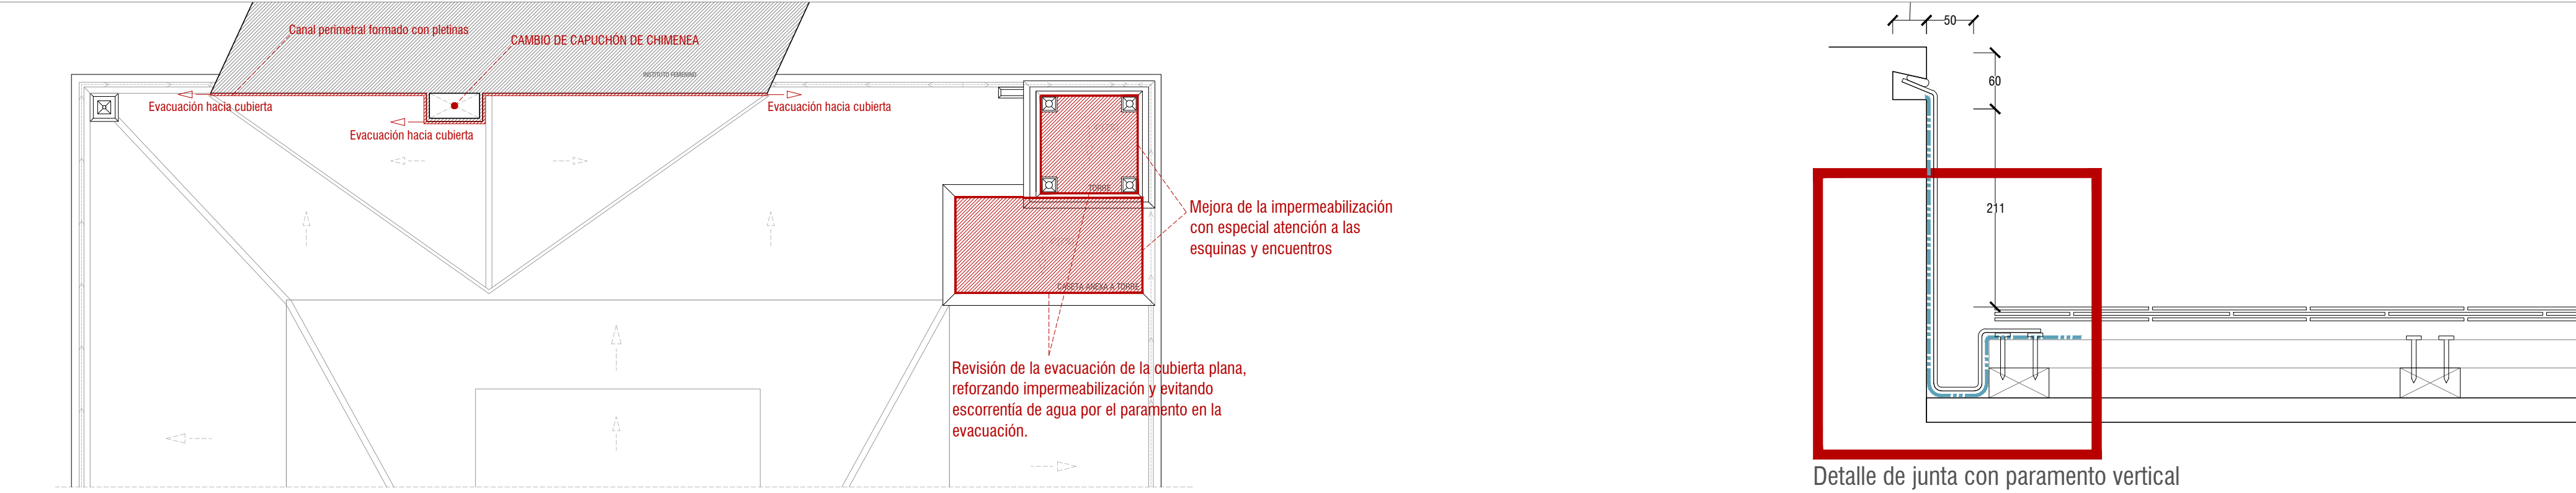 Canal perimetral formado con pletinas
CAMBIO DE CAPUCHÓN DE CHIMENEA
INSTITUTO FEMENINO
Evacuación hacia cubierta
Evacuación hacia cubierta
Evacuación hacia cubierta
TORRE
CASETA ANEXA A TORRE
Mejora de la impermeabilización
con especial atención a las
esquinas y encuentros
Revisión de la evacuación de la cubierta plana,
reforzando impermeabilización y evitando
escorrentía de agua por el paramento en la
evacuación.
50
60
211
Detalle de junta con paramento vertical